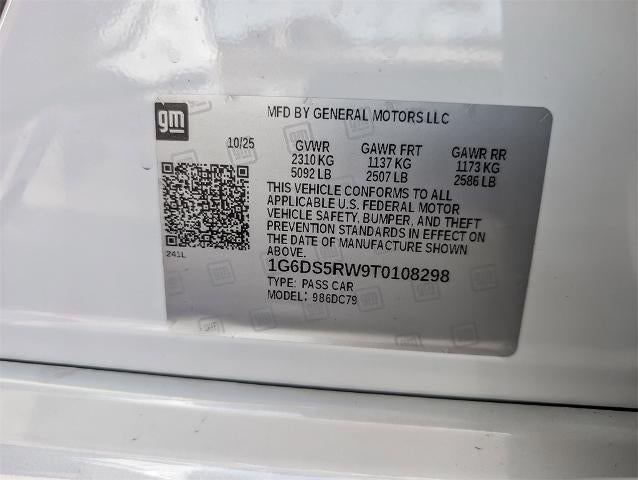 gm
MFD BY GENERAL MOTORS LLC
10/25 GVWR GAWR FRT GAWR RR
2310 KG 1137 KG 1173 KG
5092 LB 2507 LB 2586 LB
THIS VEHICLE CONFORMS TO ALL
APPLICABLE U.S. FEDERAL MOTOR
VEHICLE SAFETY, BUMPER, AND THEFT
PREVENTION STANDARDS IN EFFECT ON
THE DATE OF MANUFACTURE SHOWN
ABOVE.
241L
1G6DS5RW9T0108298
TYPE: PASS CAR
MODEL: 986DC79